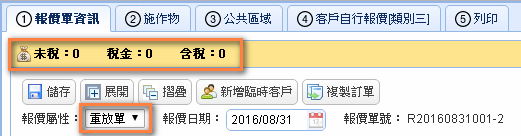 ①報價單資訊 ②施作物 ③公共區域 ④客戶自行報價[類別三] ⑤列印
未稅：0 稅金：0 含稅：0
儲存 展開 摺疊 新增臨時客戶 複製訂單
報價屬性： 重放單 報價日期： 2016/08/31 報價單號： R20160831001-2